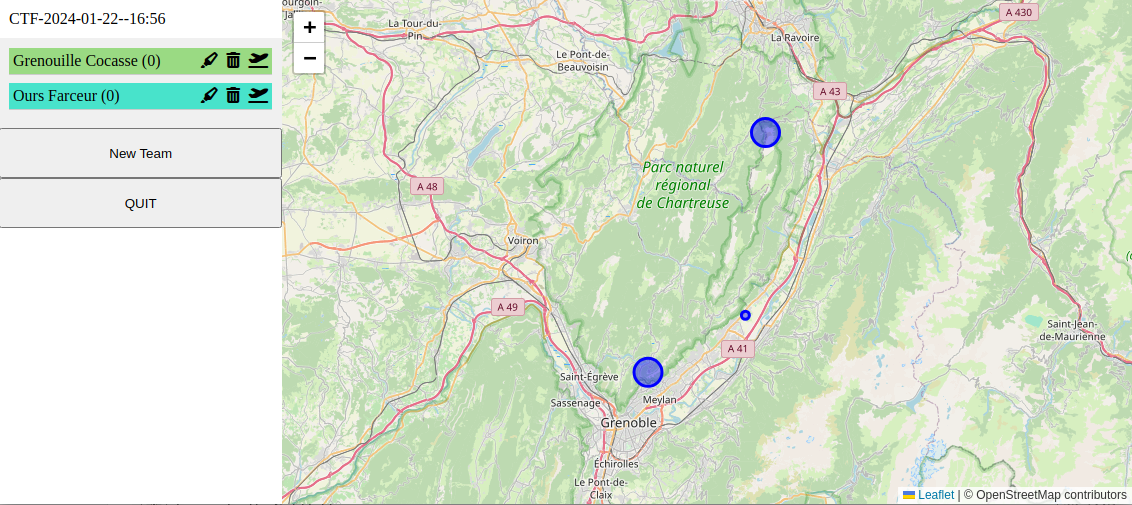 CTF-2024-01-22--16:56
Grenouille Cocasse (0)
Ours Farceur (0)
New Team
QUIT
+
−
La Tour-du-
Pin
Le Pont-de-
Beauvoisin
La Ravoire
A 430
A 43
Parc naturel
régional
de Chartreuse
A 48
Voiron
A 49
A 41
Saint-Jean-
de-Maurienne
Saint-Égrève
Sassenage
Meylan
Grenoble
Échirolles
Le Pont-de-
Claix
Leaflet | © OpenStreetMap contributors